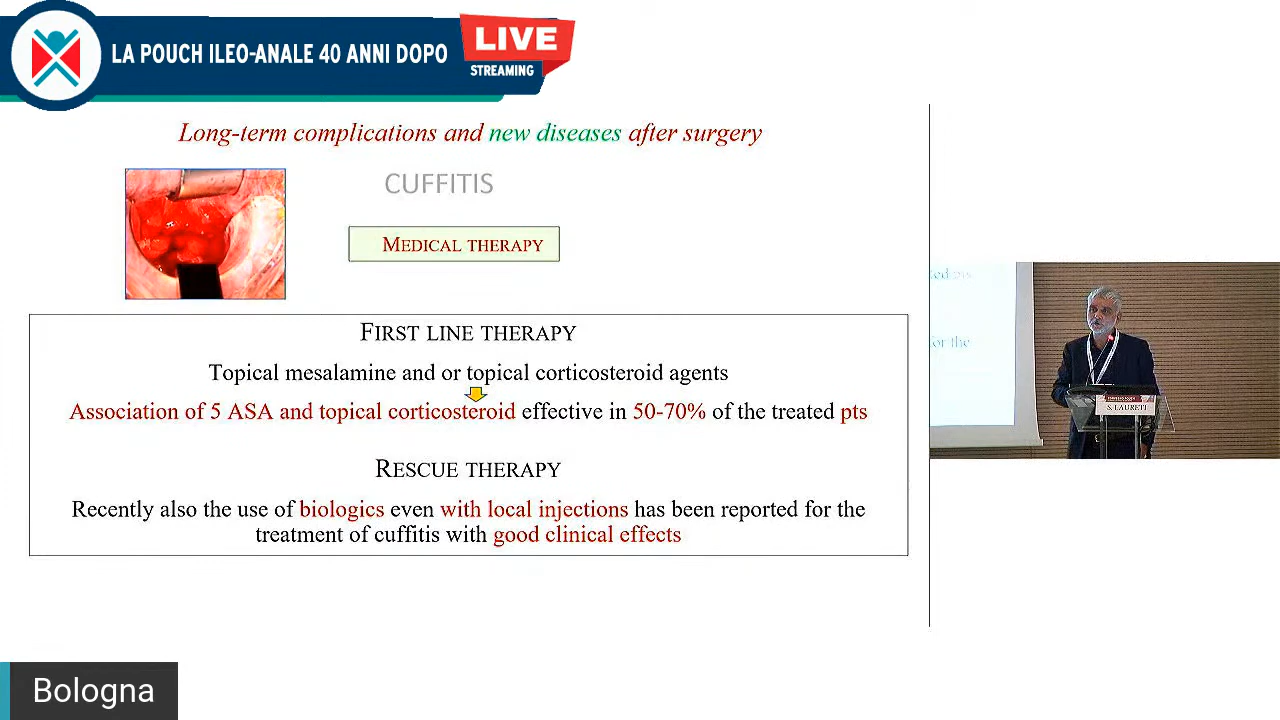 LA POUCH ILEO-ANALE 40 ANNI DOPO
LIVE
STREAMING
Long-term complications and new diseases after surgery
CUFFITIS
MEDICAL THERAPY
FIRST LINE THERAPY
Topical mesalamine and or topical corticosteroid agents
Association of 5 ASA and topical corticosteroid effective in 50-70% of the treated pts
RESCUE THERAPY
Recently also the use of biologics even with local injections has been reported for the
treatment of cuffitis with good clinical effects
or the
S. LAURETI
Bologna